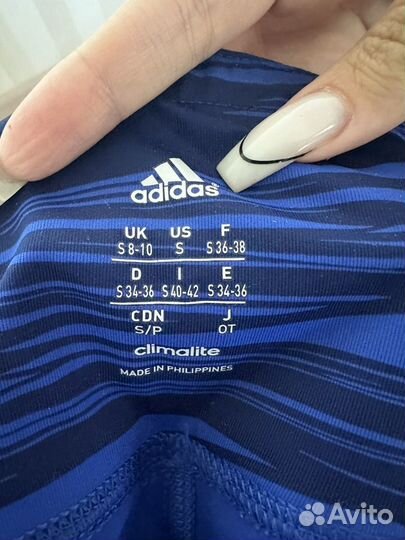 adidas
UK US F
S 8-10 S S 36-38
D I E
S 34-36 S 40-42 S 34-36
CDN J
S/P OT
climalite
MADE IN PHILIPPINES
Avito